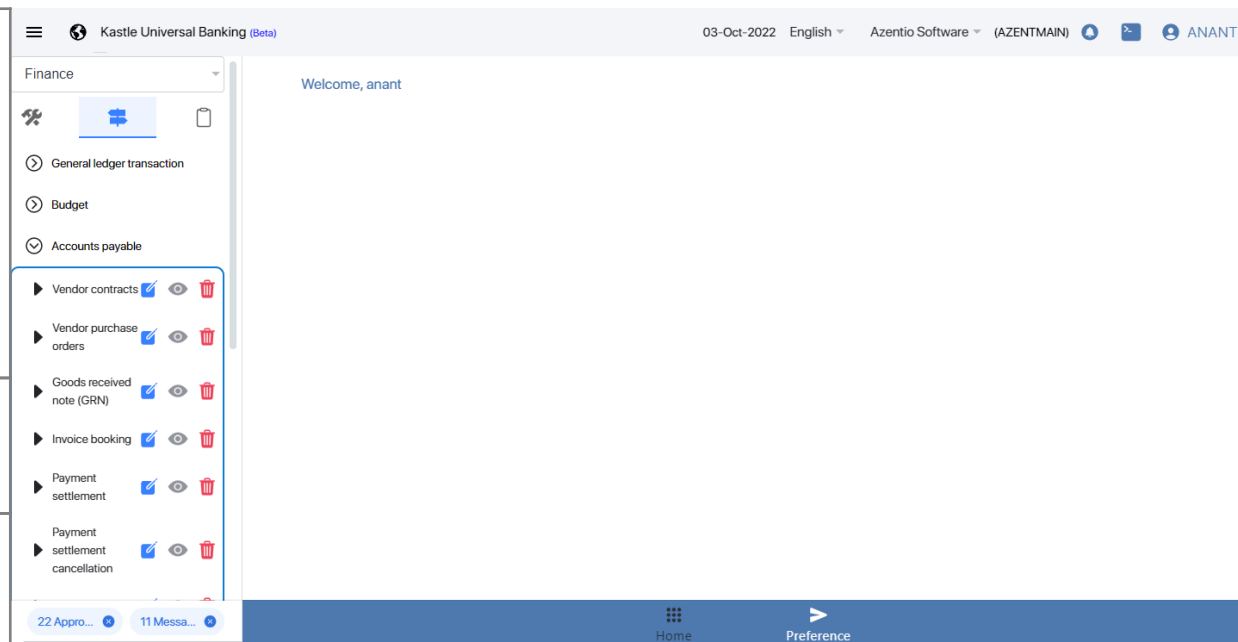 Kastle Universal Banking (Beta)
03-Oct-2022 English Azentio Software (AZENTMAIN) ANANT
Finance
Welcome, anant
General ledger transaction
Budget
Accounts payable
Vendor contracts
Vendor purchase
orders
Goods received
note (GRN)
Invoice booking
Payment
settlement
Payment
settlement
cancellation
22 Appro... 11 Messa...
Home Preference